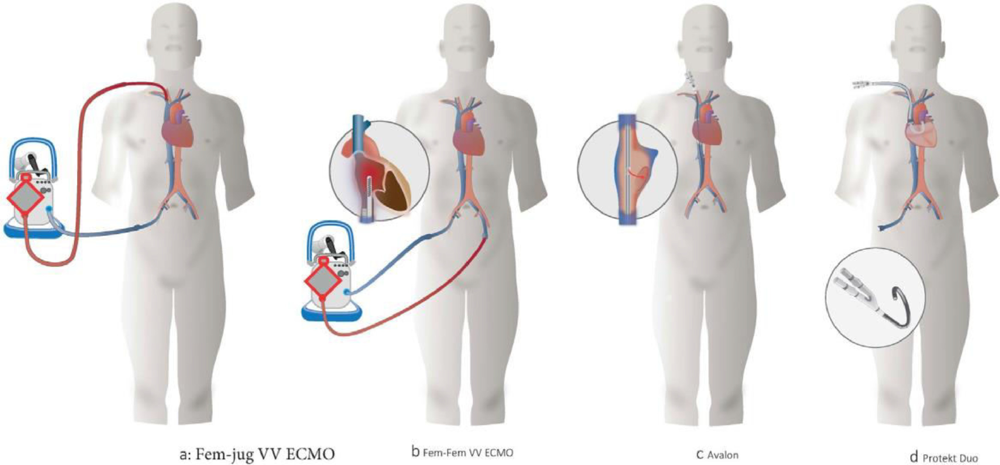 a: Fem-jug VV ECMO
b Fem-Fem VV ECMO
c Avalon
d Protekt Duo